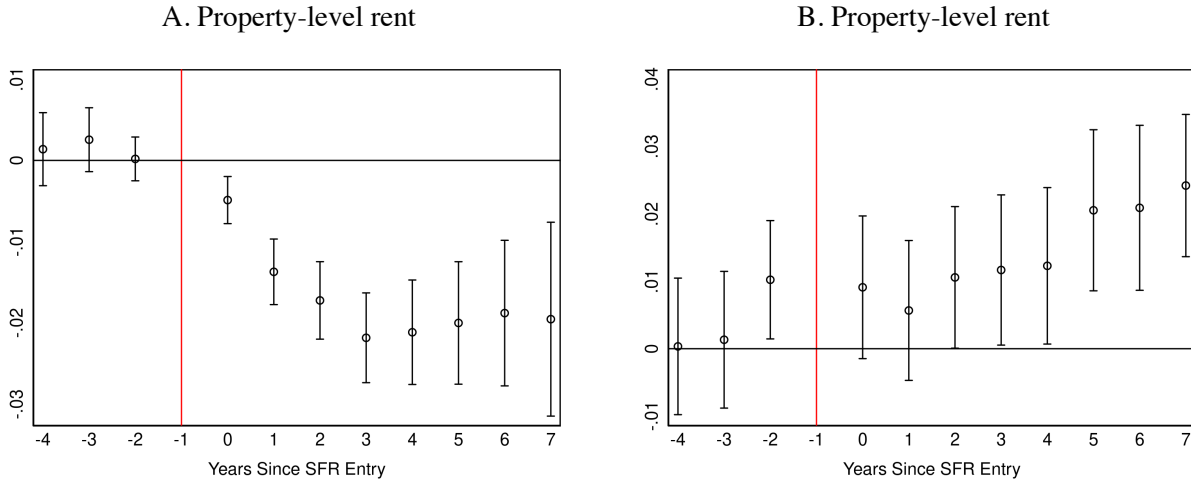 A. Property-level rent
.01
0
-.01
-.02
-.03
-4 -3 -2 -1 0 1 2 3 4 5 6 7
Years Since SFR Entry
B. Property-level rent
.04
.03
.02
.01
0
-.01
-4 -3 -2 -1 0 1 2 3 4 5 6 7
Years Since SFR Entry